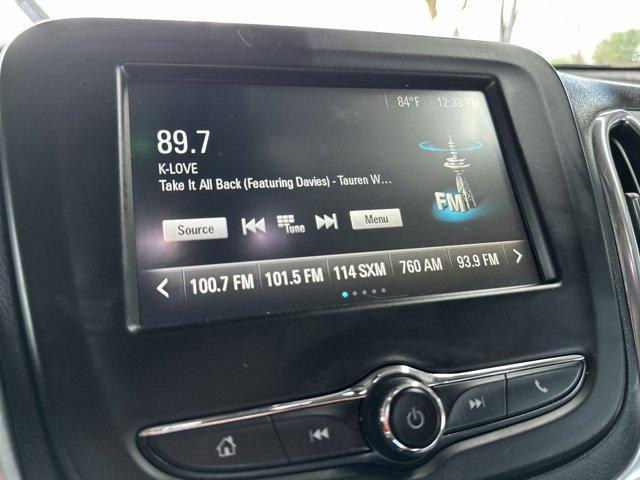 84°F 12:33 PM
89.7
K-LOVE
Take It All Back (Featuring Davies) - Tauren W...
FM
Source Tune Menu
100.7 FM 101.5 FM 114 SXM 760 AM 93.9 FM